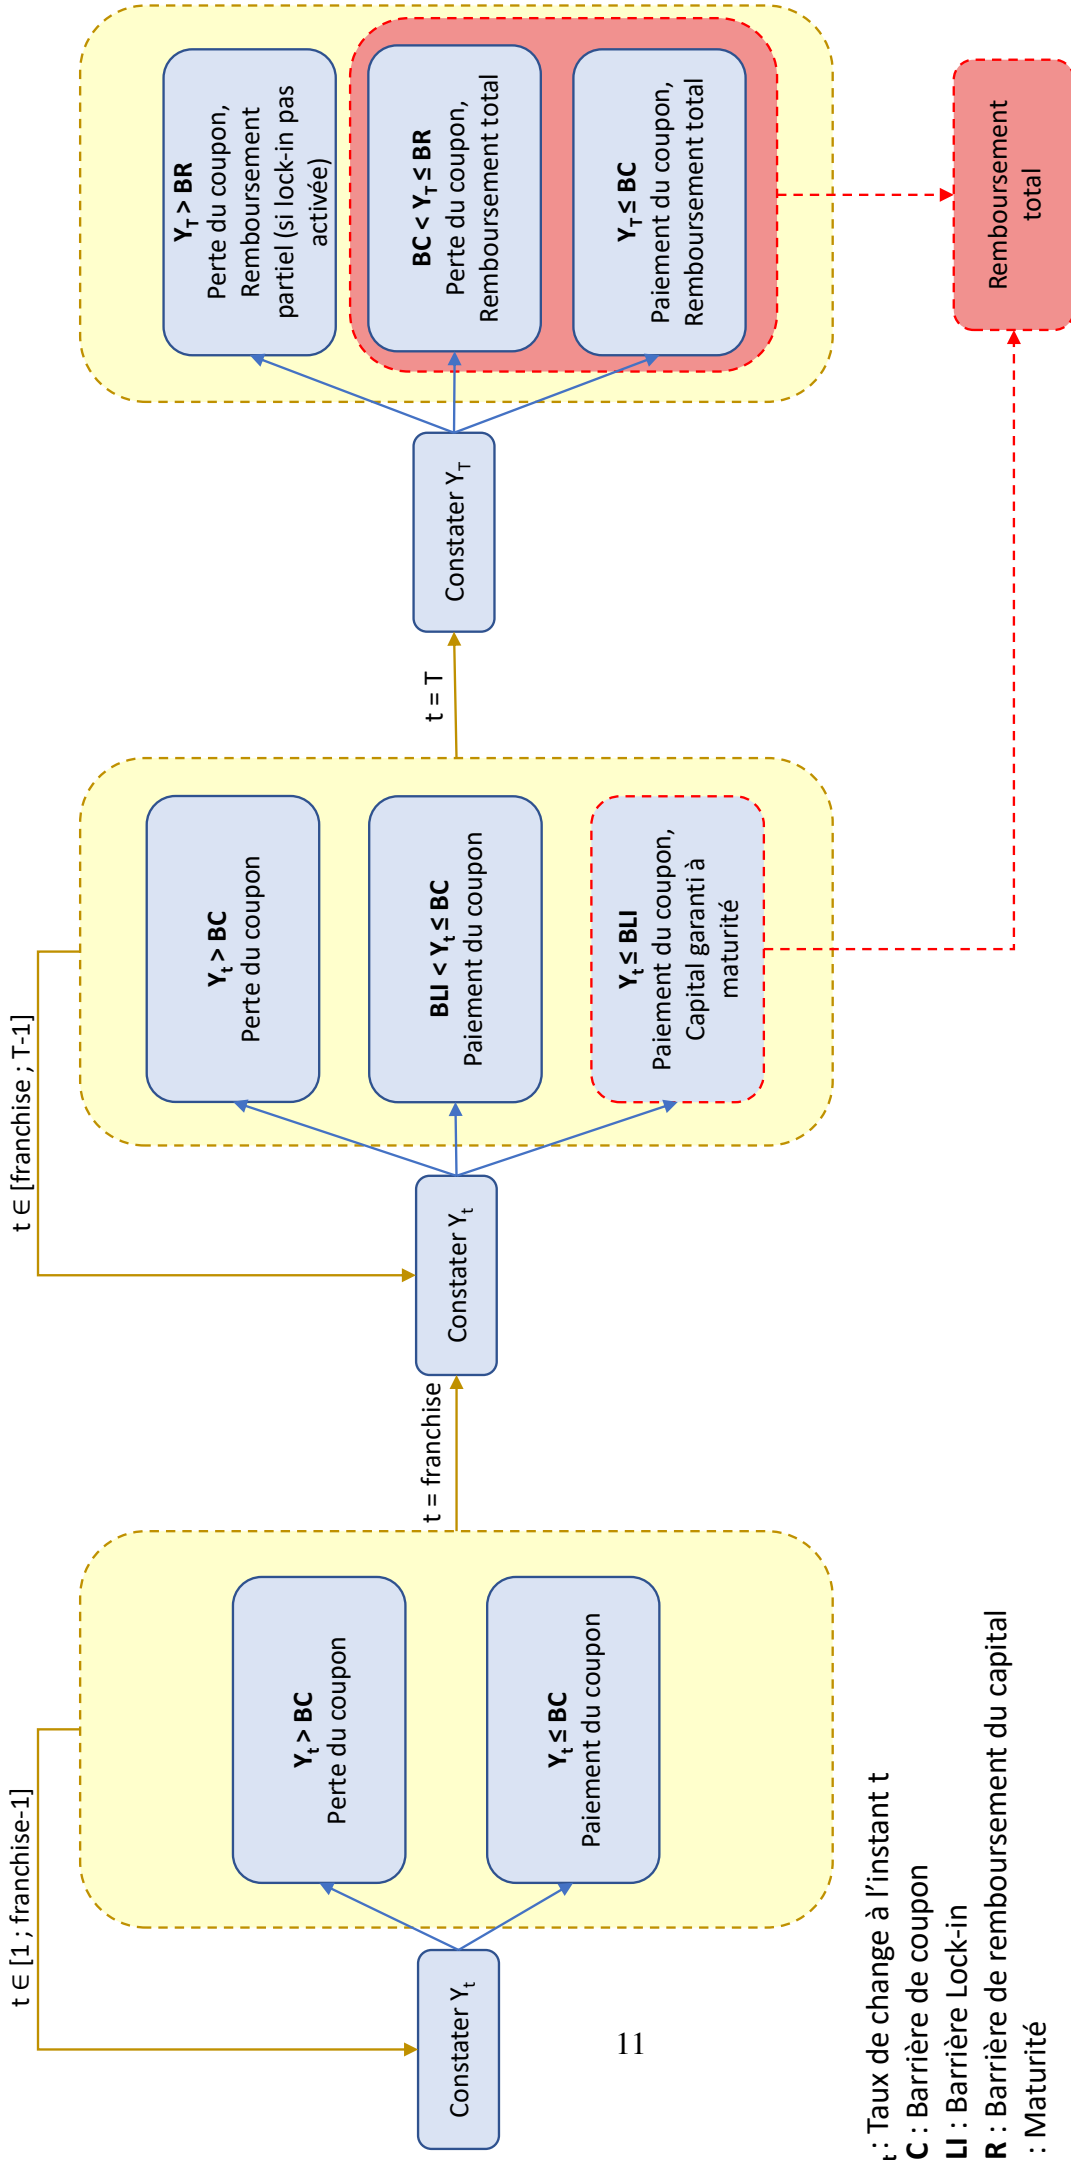 t ∈ [1 ; franchise-1]
Constater Yt
Yt > BC
Perte du coupon
Yt ≤ BC
Paiement du coupon
t = franchise
t ∈ [franchise ; T-1]
Constater Yt
Yt > BC
Perte du coupon
BLI < Yt ≤ BC
Paiement du coupon
Yt ≤ BLI
Paiement du coupon,
Capital garanti à
maturité
t = T
Constater YT
YT > BR
Perte du coupon,
Remboursement
partiel (si lock-in pas
activée)
BC < YT ≤ BR
Perte du coupon,
Remboursement total
YT ≤ BC
Paiement du coupon,
Remboursement total
Remboursement
total
t : Taux de change à l'instant t
C : Barrière de coupon
LI : Barrière Lock-in
R : Barrière de remboursement du capital
: Maturité
11